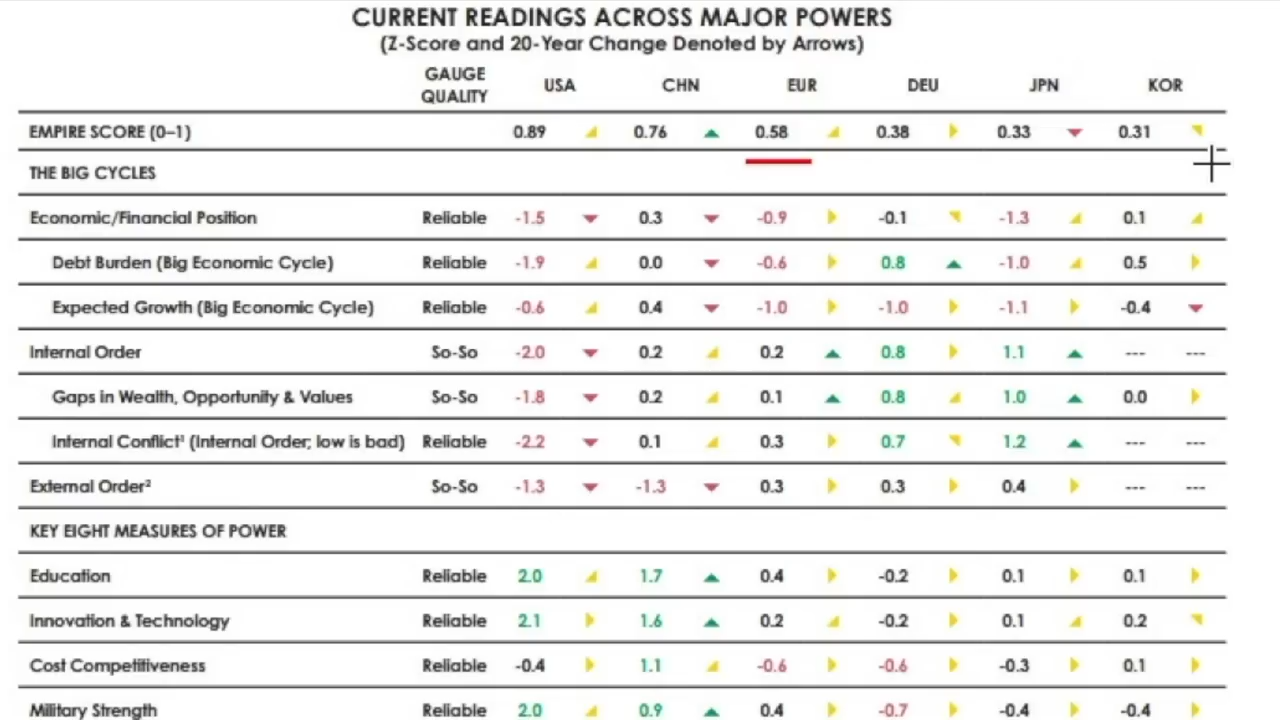 CURRENT READINGS ACROSS MAJOR POWERS
(Z-Score and 20-Year Change Denoted by Arrows)
GAUGE QUALITY USA CHN EUR DEU JPN KOR
EMPIRE SCORE (0–1) 0.89 0.76 0.58 0.38 0.33 0.31
THE BIG CYCLES
Economic/Financial Position Reliable -1.5 0.3 -0.9 -0.1 -1.3 0.1
Debt Burden (Big Economic Cycle) Reliable -1.9 0.0 -0.6 0.8 -1.0 0.5
Expected Growth (Big Economic Cycle) Reliable -0.6 0.4 -1.0 -1.0 -1.1 -0.4
Internal Order So-So -2.0 0.2 0.2 0.8 1.1 --- ---
Gaps in Wealth, Opportunity & Values So-So -1.8 0.2 0.1 0.8 1.0 0.0
Internal Conflict¹ (Internal Order; low is bad) Reliable -2.2 0.1 0.3 0.7 1.2 --- ---
External Order² So-So -1.3 -1.3 0.3 0.3 0.4 --- ---
KEY EIGHT MEASURES OF POWER
Education Reliable 2.0 1.7 0.4 -0.2 0.1 0.1
Innovation & Technology Reliable 2.1 1.6 0.2 -0.2 0.1 0.2
Cost Competitiveness Reliable -0.4 1.1 -0.6 -0.6 -0.3 0.1
Military Strength Reliable 2.0 0.9 0.4 -0.7 -0.4 -0.4